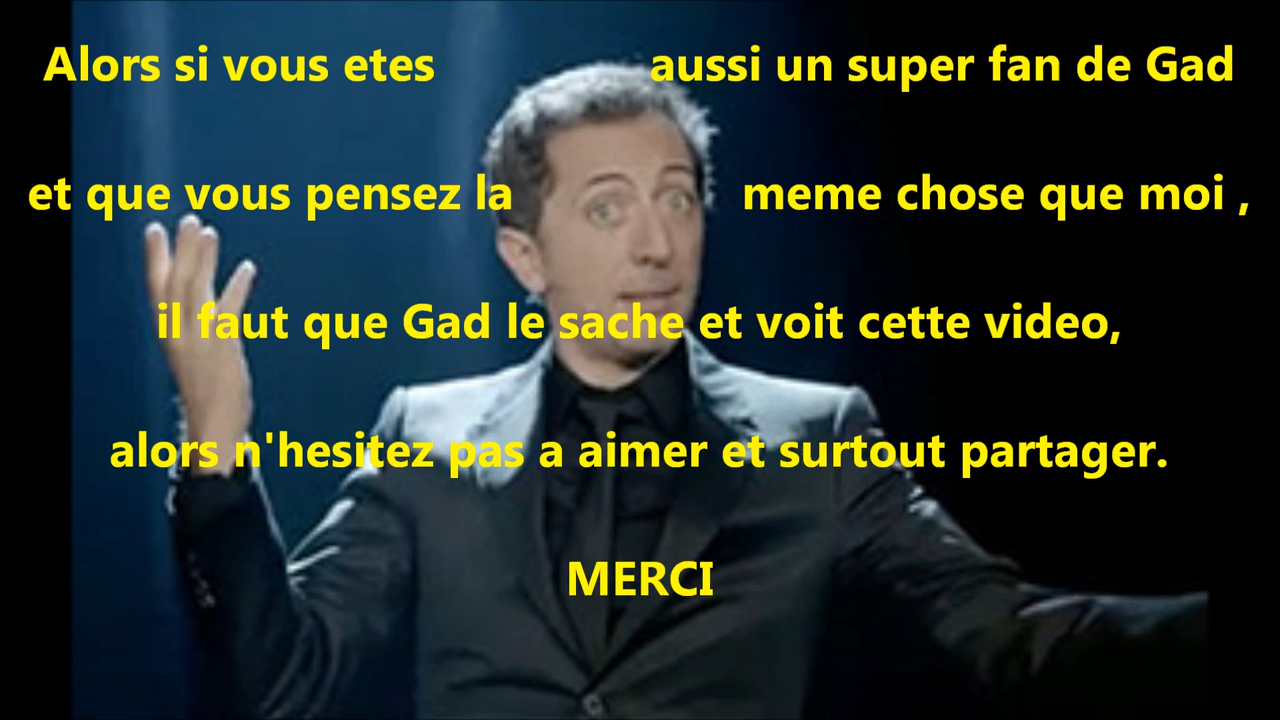 Alors si vous etes aussi un super fan de Gad
et que vous pensez la meme chose que moi ,
il faut que Gad le sache et voit cette video,
alors n'hesitez pas a aimer et surtout partager.
MERCI